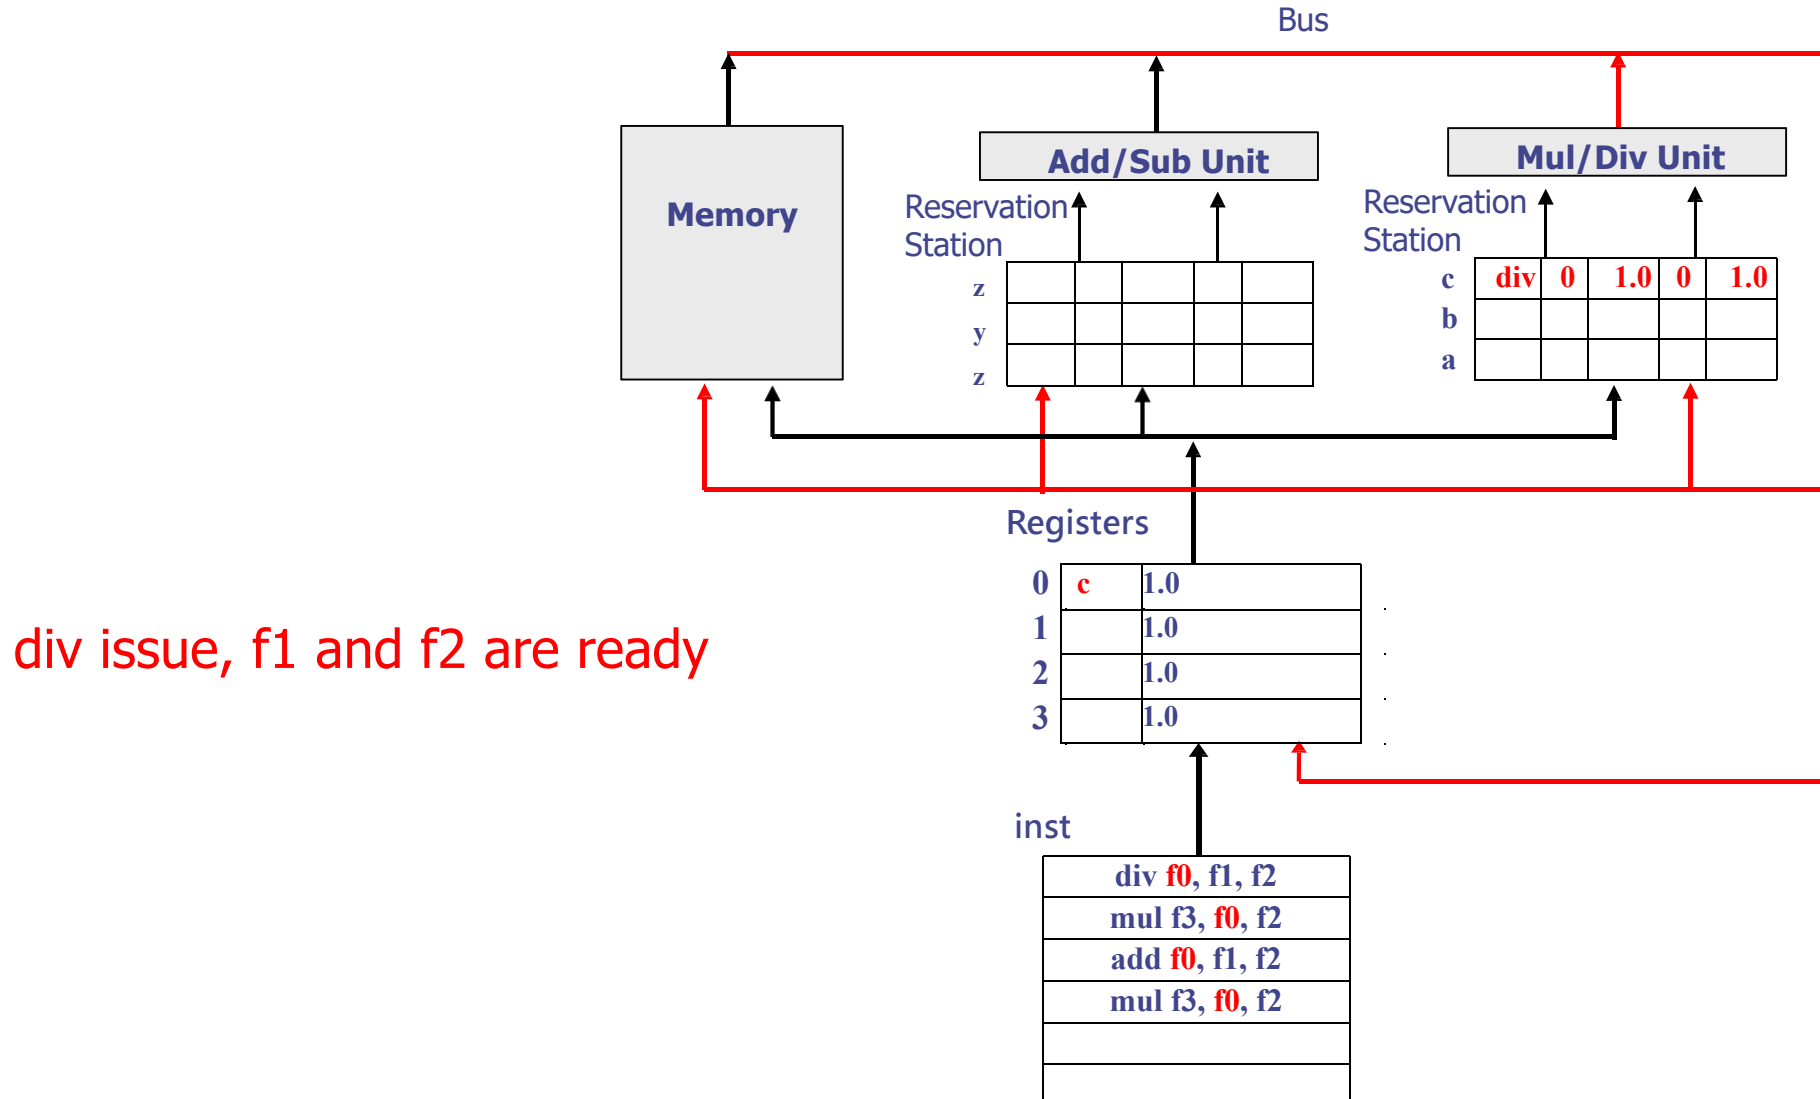 Bus
Memory
Add/Sub Unit
Mul/Div Unit
Reservation
Station
Reservation
Station
z
y
z
c div 0 1.0 0 1.0
b
a
Registers
0 c 1.0
1 1.0
2 1.0
3 1.0
div issue, f1 and f2 are ready
inst
div f0, f1, f2
mul f3, f0, f2
add f0, f1, f2
mul f3, f0, f2